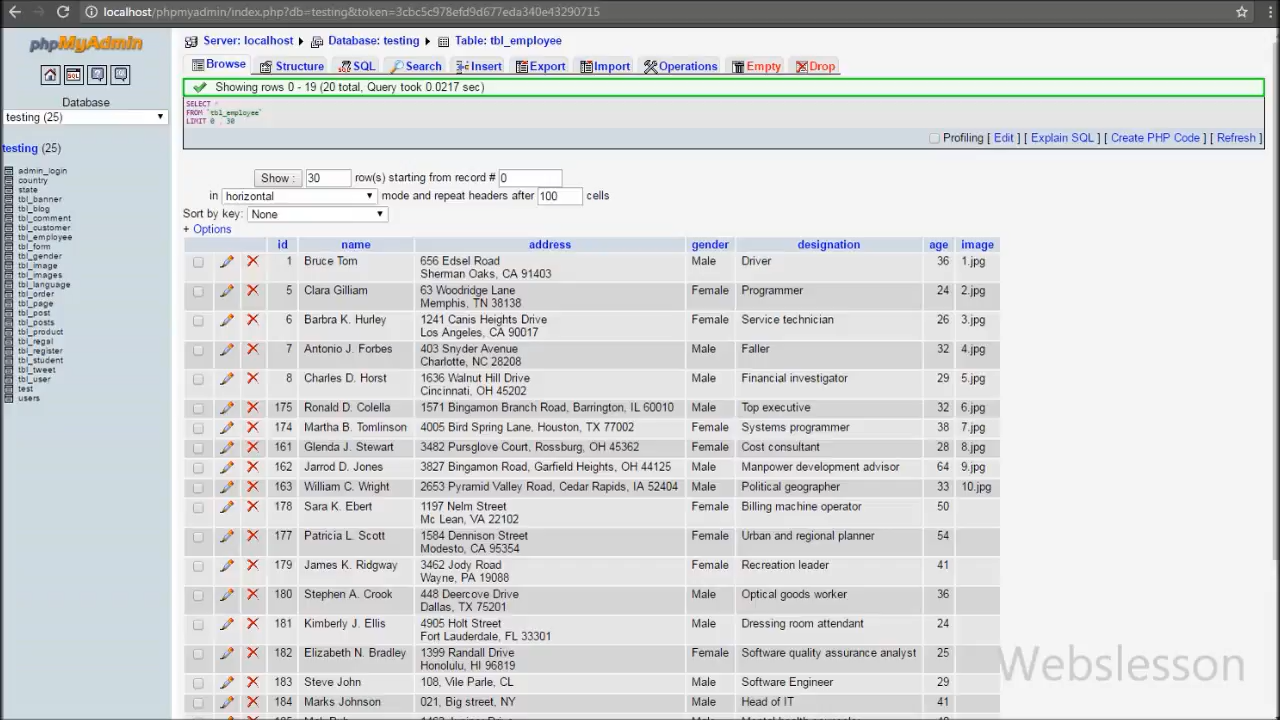 localhost/phpmyadmin/index.php?db=testing&token=3cbc5c978efd9d677eda340e43290715
phpMyAdmin
Database
testing (25)
testing (25)
admin_login
country
state
tbl_banner
tbl_blog
tbl_comment
tbl_customer
tbl_employee
tbl_form
tbl_gender
tbl_image
tbl_images
tbl_language
tbl_order
tbl_page
tbl_post
tbl_posts
tbl_product
tbl_regal
tbl_register
tbl_student
tbl_tweet
tbl_user
test
users
Server: localhost Database: testing Table: tbl_employee
Browse Structure SQL Search Insert Export Import Operations Empty Drop
Showing rows 0 - 19 (20 total, Query took 0.0217 sec)
SELECT *
FROM `tbl_employee`
LIMIT 0 , 30
Profiling [ Edit ] [ Explain SQL ] [ Create PHP Code ] [ Refresh ]
Show : 30 row(s) starting from record # 0
in horizontal mode and repeat headers after 100 cells
Sort by key: None
+ Options
id name address gender designation age image
1 Bruce Tom 656 Edsel Road Male Driver 36 1.jpg
Sherman Oaks, CA 91403
5 Clara Gilliam 63 Woodridge Lane Female Programmer 24 2.jpg
Memphis, TN 38138
6 Barbra K. Hurley 1241 Canis Heights Drive Female Service technician 26 3.jpg
Los Angeles, CA 90017
7 Antonio J. Forbes 403 Snyder Avenue Male Faller 32 4.jpg
Charlotte, NC 28208
8 Charles D. Horst 1636 Walnut Hill Drive Male Financial investigator 29 5.jpg
Cincinnati, OH 45202
175 Ronald D. Colella 1571 Bingamon Branch Road, Barrington, IL 60010 Male Top executive 32 6.jpg
174 Martha B. Tomlinson 4005 Bird Spring Lane, Houston, TX 77002 Female Systems programmer 38 7.jpg
161 Glenda J. Stewart 3482 Pursglove Court, Rossburg, OH 45362 Female Cost consultant 28 8.jpg
162 Jarrod D. Jones 3827 Bingamon Road, Garfield Heights, OH 44125 Male Manpower development advisor 64 9.jpg
163 William C. Wright 2653 Pyramid Valley Road, Cedar Rapids, IA 52404 Male Political geographer 33 10.jpg
178 Sara K. Ebert 1197 Nelm Street Female Billing machine operator 50
Mc Lean, VA 22102
177 Patricia L. Scott 1584 Dennison Street Female Urban and regional planner 54
Modesto, CA 95354
179 James K. Ridgway 3462 Jody Road Female Recreation leader 41
Wayne, PA 19088
180 Stephen A. Crook 448 Deercove Drive Male Optical goods worker 36
Dallas, TX 75201
181 Kimberly J. Ellis 4905 Holt Street Male Dressing room attendant 24
Fort Lauderdale, FL 33301
182 Elizabeth N. Bradley 1399 Randall Drive Female Software quality assurance analyst 25
Honolulu, HI 96819
183 Steve John 108, Vile Parle, CL Male Software Engineer 29
184 Marks Johnson 021, Big street, NY Male Head of IT 41
Webslesson